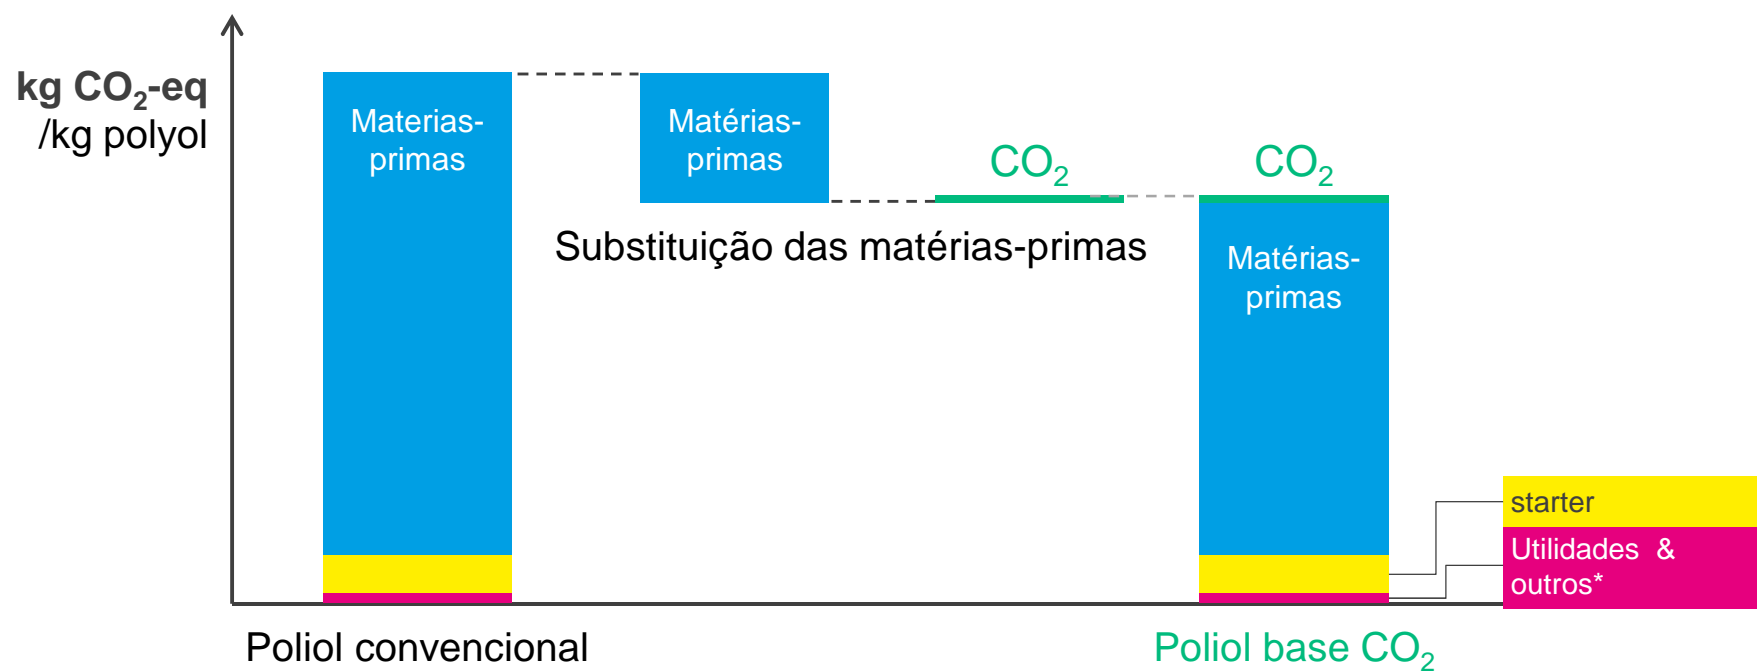 kg CO₂-eq
/kg polyol
Materias-
primas
Matérias-
primas
CO₂
CO₂
Substituição das matérias-primas
Matérias-
primas
starter
Utilidades &
outros*
Poliol convencional
Poliol base CO₂